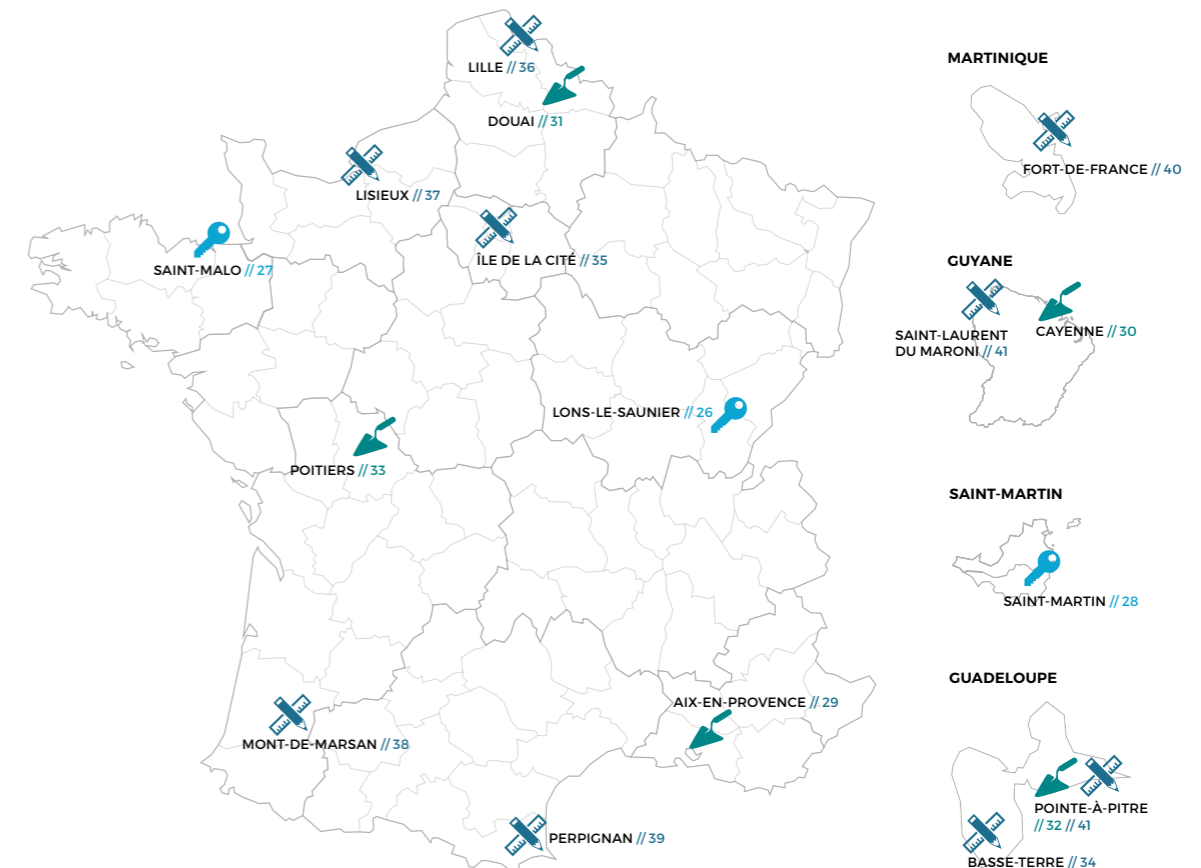 LILLE // 36
DOUAI // 31
LISIEUX // 37
ÎLE DE LA CITÉ // 35
SAINT-MALO // 27
LONS-LE-SAUNIER // 26
POITIERS // 33
AIX-EN-PROVENCE // 29
MONT-DE-MARSAN // 38
PERPIGNAN // 39
MARTINIQUE
FORT-DE-FRANCE // 40
GUYANE
SAINT-LAURENT
DU MARONI // 41
CAYENNE // 30
SAINT-MARTIN
SAINT-MARTIN // 28
GUADELOUPE
POINTE-À-PITRE
// 32 // 41
BASSE-TERRE // 34